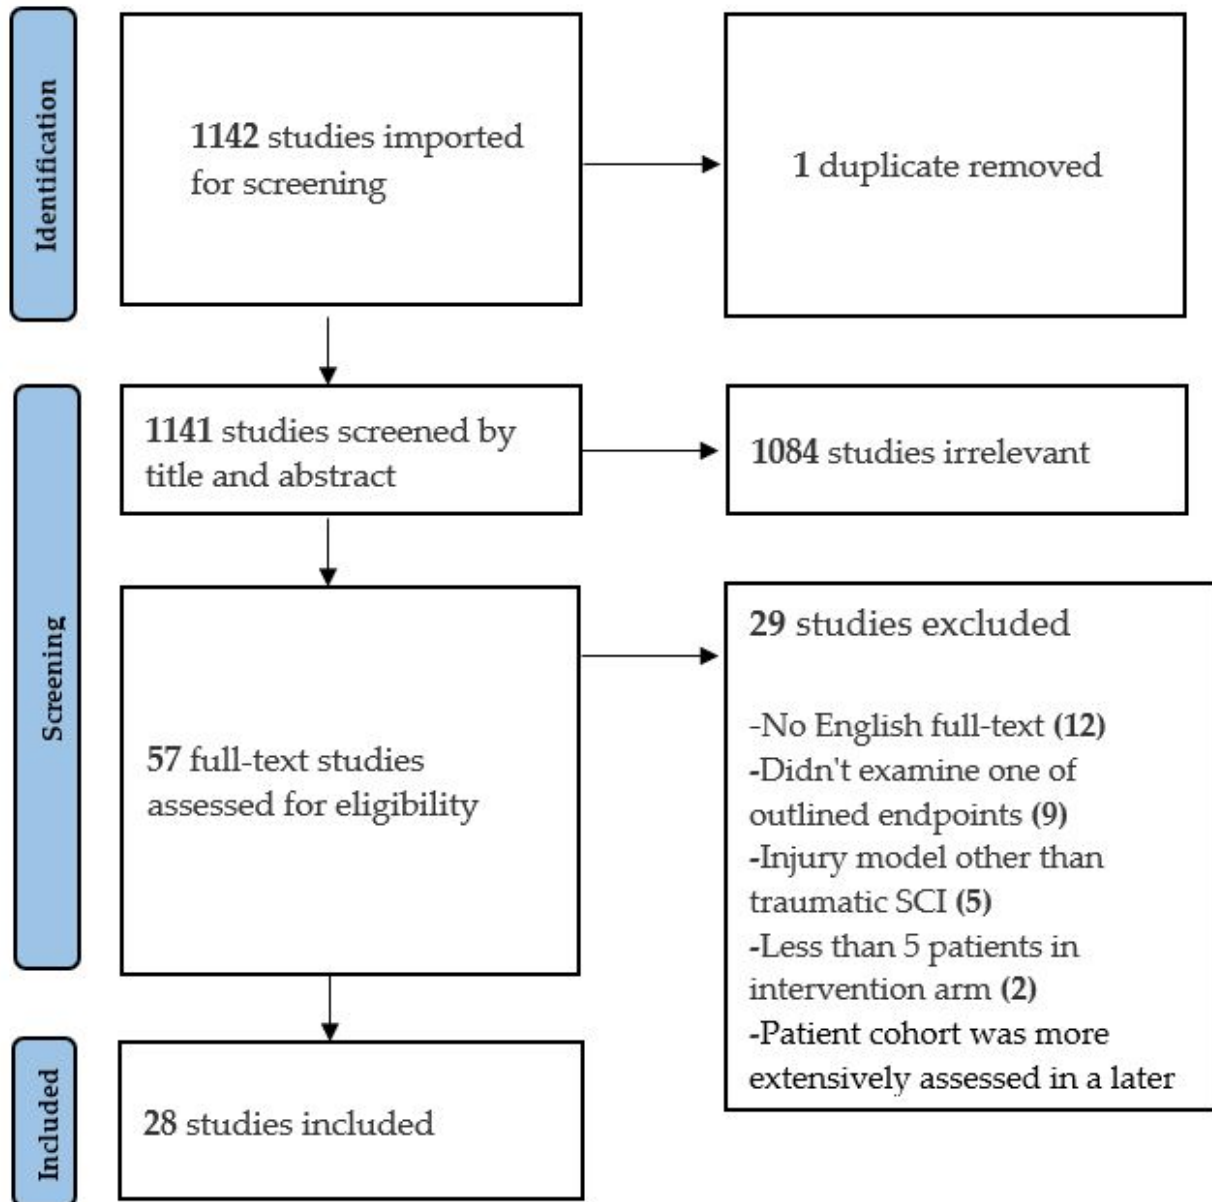 Identification
1142 studies imported
for screening
1 duplicate removed
Screening
1141 studies screened by
title and abstract
1084 studies irrelevant
57 full-text studies
assessed for eligibility
29 studies excluded
-No English full-text (12)
-Didn't examine one of
outlined endpoints (9)
-Injury model other than
traumatic SCI (5)
-Less than 5 patients in
intervention arm (2)
-Patient cohort was more
extensively assessed in a later
Included
28 studies included